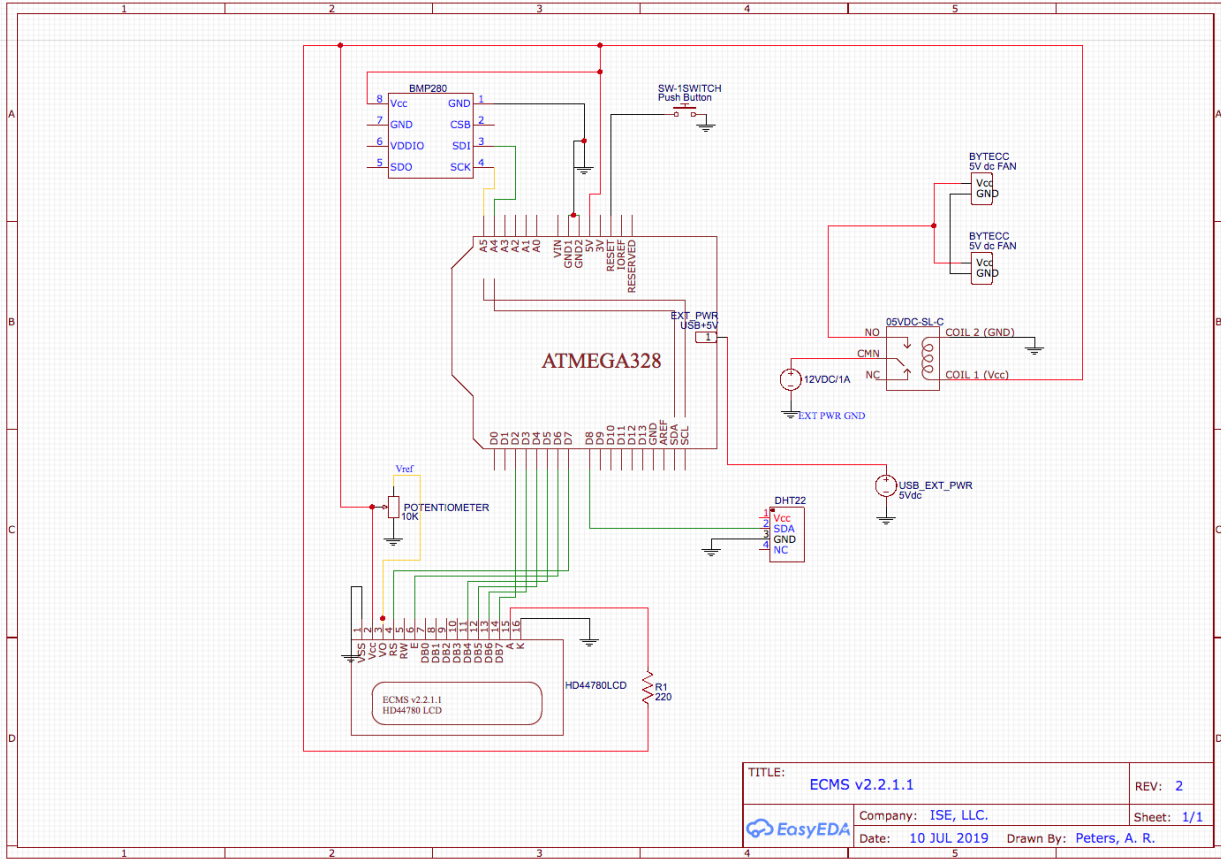 1 2 3 4 5
A
B
C
D
A
B
C
D
1 2 3 4 5
BMP280
8 Vcc GND 1
7 GND CSB 2
6 VDDIO SDI 3
5 SDO SCK 4
SW-1SWITCH
Push Button
BYTECC
5V dc FAN
Vcc
GND
BYTECC
5V dc FAN
Vcc
GND
A5 A4 A3 A2 A1 A0 VIN GND1 GND2 5V 3V RESET IOREF RESERVED
EXT_PWR
USB+5V
1
ATMEGA328
D0 D1 D2 D3 D4 D5 D6 D7 D8 D9 D10 D11 D12 D13 GND AREF SDA SCL
05VDC-SL-C
NO COIL 2 (GND)
CMN
NC COIL 1 (Vcc)
12VDC/1A
EXT PWR GND
USB_EXT_PWR
5Vdc
Vref
POTENTIOMETER
10K
DHT22
1 Vcc
2 SDA
3 GND
4 NC
1 2 3 4 5 6 7 8 9 10 11 12 13 14 15 16
VSS Vcc VO RS RW E DB0 DB1 DB2 DB3 DB4 DB5 DB6 DB7 A K
HD44780LCD
ECMS v2.2.1.1
HD44780 LCD
R1
220
TITLE:
ECMS v2.2.1.1
REV: 2
EasyEDA
Company: ISE, LLC.
Sheet: 1/1
Date: 10 JUL 2019 Drawn By: Peters, A. R.